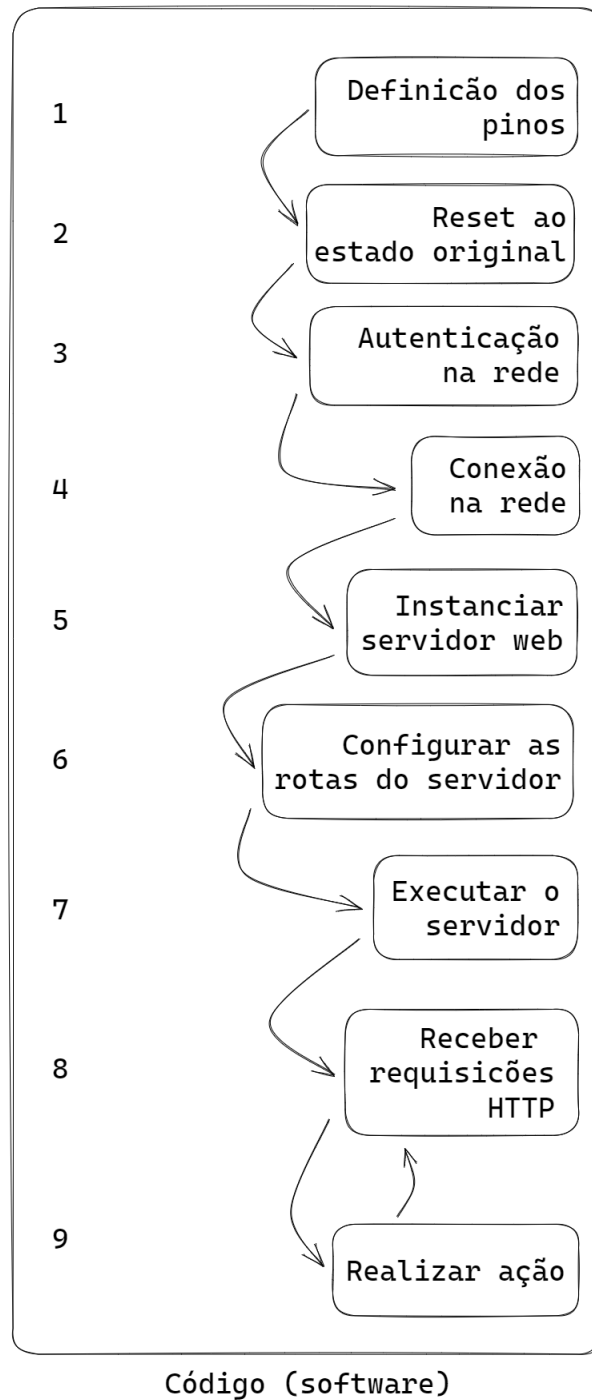 1
Definicão dos
pinos
2
Reset ao
estado original
3
Autenticação
na rede
4
Conexão
na rede
5
Instanciar
servidor web
6
Configurar as
rotas do servidor
7
Executar o
servidor
8
Receber
requisicões
HTTP
9
Realizar ação
Código (software)